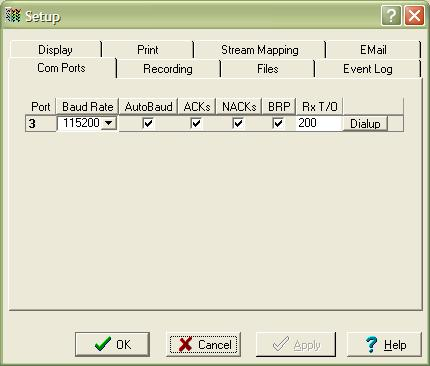 Setup
Display Print Stream Mapping EMail
Com Ports Recording Files Event Log
Port Baud Rate AutoBaud ACKs NACKs BRP Rx T/O
3 115200 200 Dialup
OK Cancel Apply ? Help